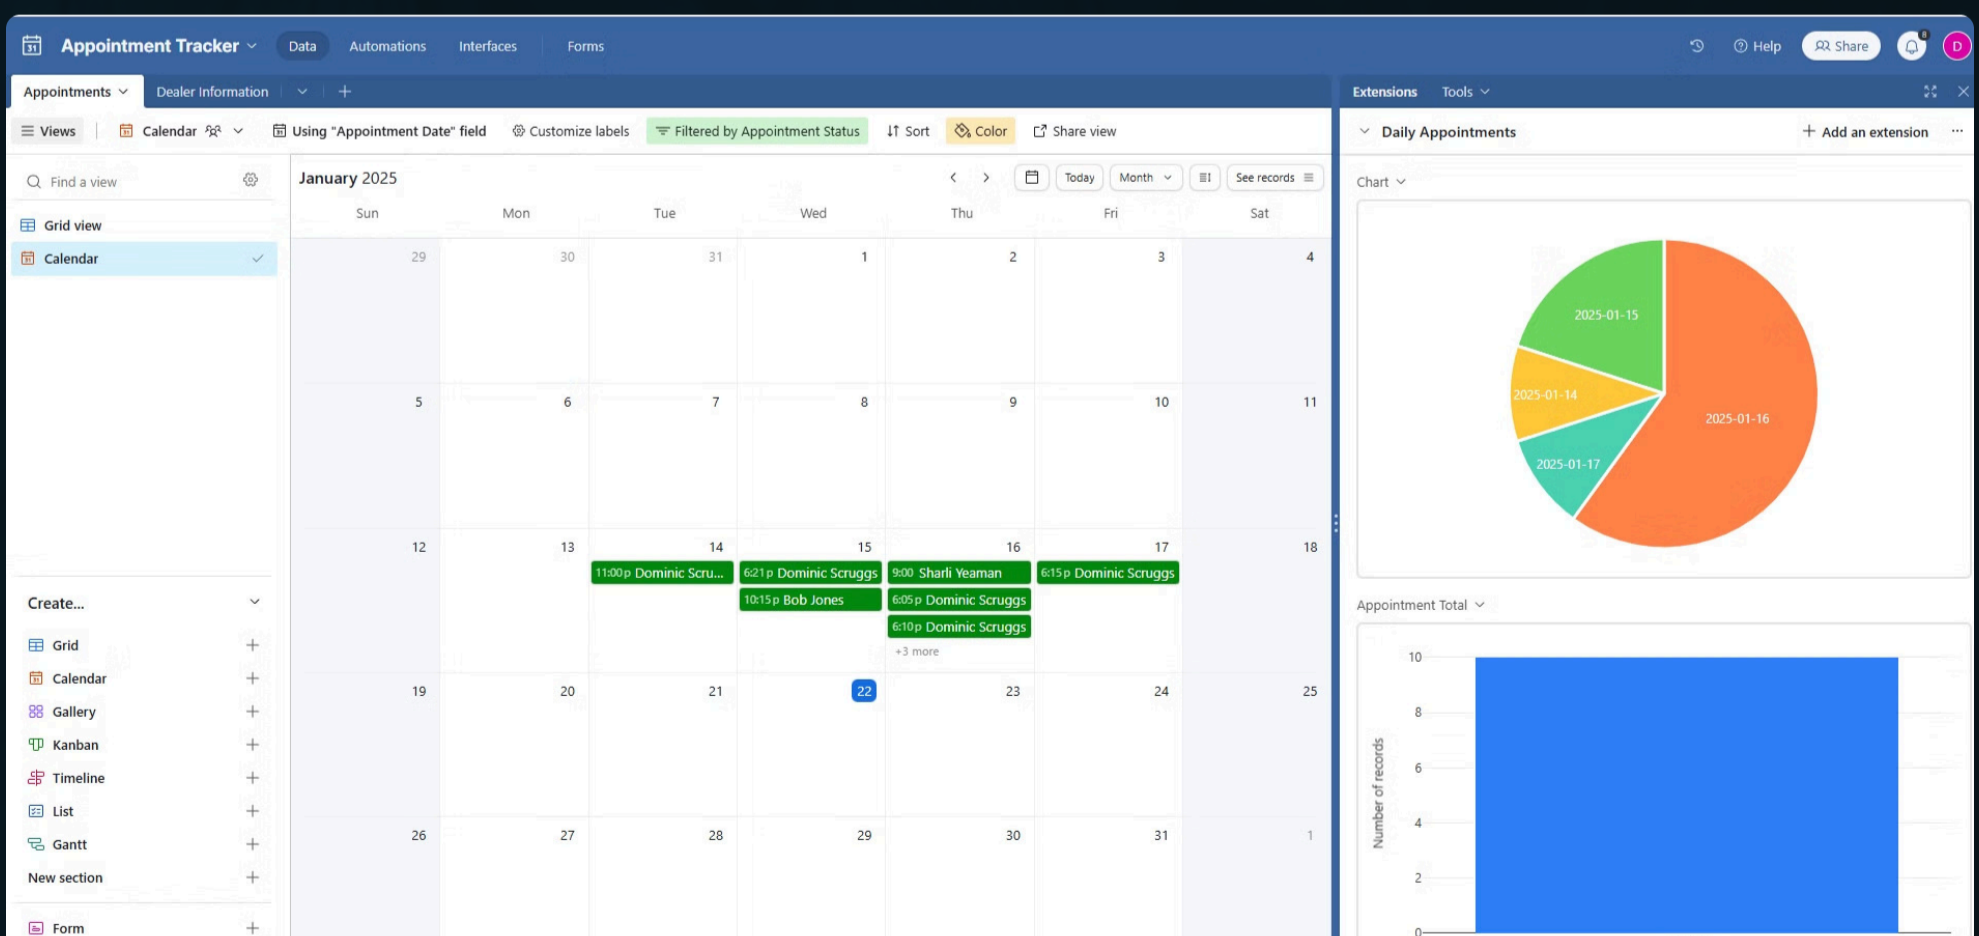 Appointment Tracker Data Automations Interfaces Forms Help Share 8 D
Appointments Dealer Information Extensions Tools
Views Calendar Using "Appointment Date" field Customize labels Filtered by Appointment Status Sort Color Share view Daily Appointments Add an extension
Find a view
Grid view
Calendar
Create...
Grid
Calendar
Gallery
Kanban
Timeline
List
Gantt
New section
Form
January 2025 Today Month See records
Sun Mon Tue Wed Thu Fri Sat
29 30 31 1 2 3 4
5 6 7 8 9 10 11
12 13 14 15 16 17 18
11:00p Dominic Scru... 6:21p Dominic Scruggs 9:00 Sharli Yeaman 6:15p Dominic Scruggs
10:15p Bob Jones 6:05p Dominic Scruggs
6:10p Dominic Scruggs
+3 more
19 20 21 22 23 24 25
26 27 28 29 30 31 1
Chart
2025-01-15
2025-01-14
2025-01-16
2025-01-17
Appointment Total
Number of records
10
8
6
4
2
0